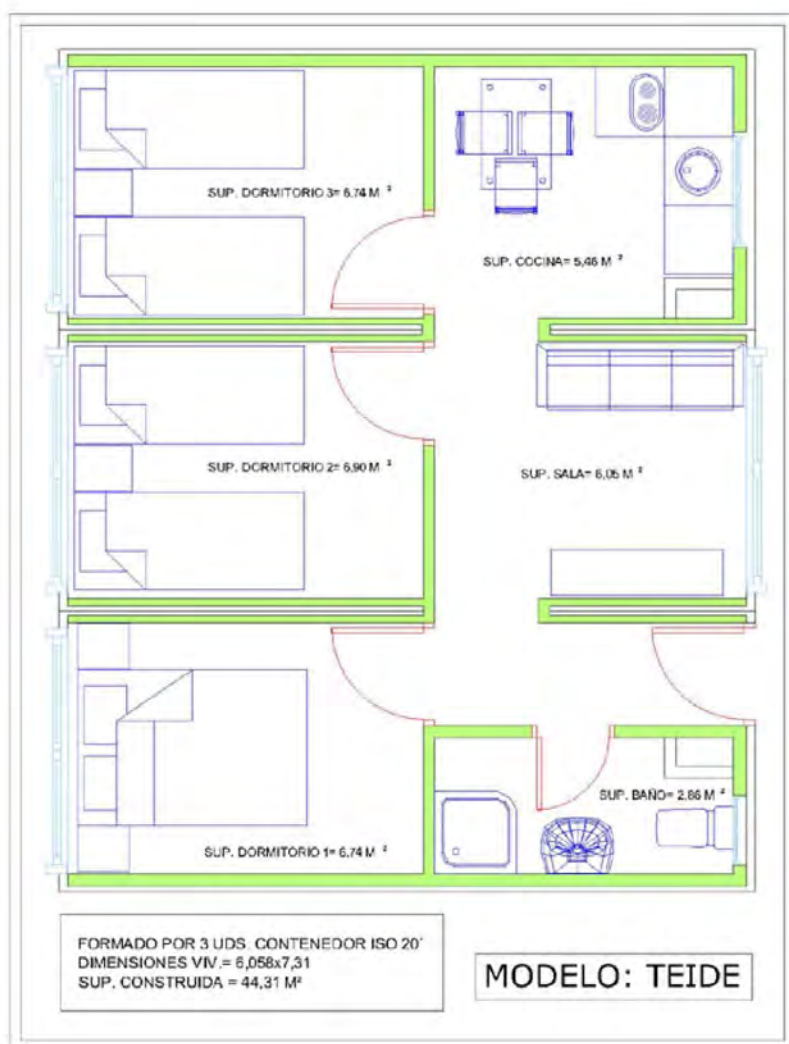 SUP. DORMITORIO 3= 6.74 M ²
SUP. COCINA= 5,46 M ²
SUP. DORMITORIO 2= 6.90 M ²
SUP. SALA= 6,05 M ²
SUP. BAÑO= 2,86 M ²
SUP. DORMITORIO 1= 6,74 M ²
FORMADO POR 3 UDS. CONTENEDOR ISO 20´
DIMENSIONES VIV.= 6,058x7,31
SUP. CONSTRUIDA = 44,31 M²
MODELO: TEIDE